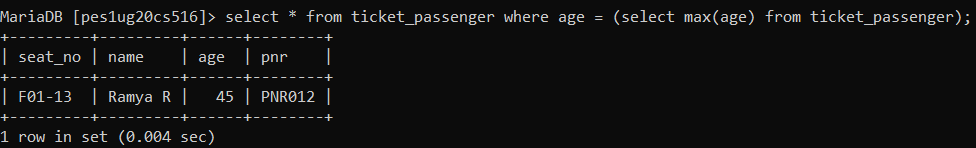 MariaDB [pes1ug20cs516]> select * from ticket_passenger where age = (select max(age) from ticket_passenger);
+---------+---------+------+--------+
| seat_no | name    | age  | pnr    |
+---------+---------+------+--------+
| F01-13  | Ramya R |   45 | PNR012 |
+---------+---------+------+--------+
1 row in set (0.004 sec)